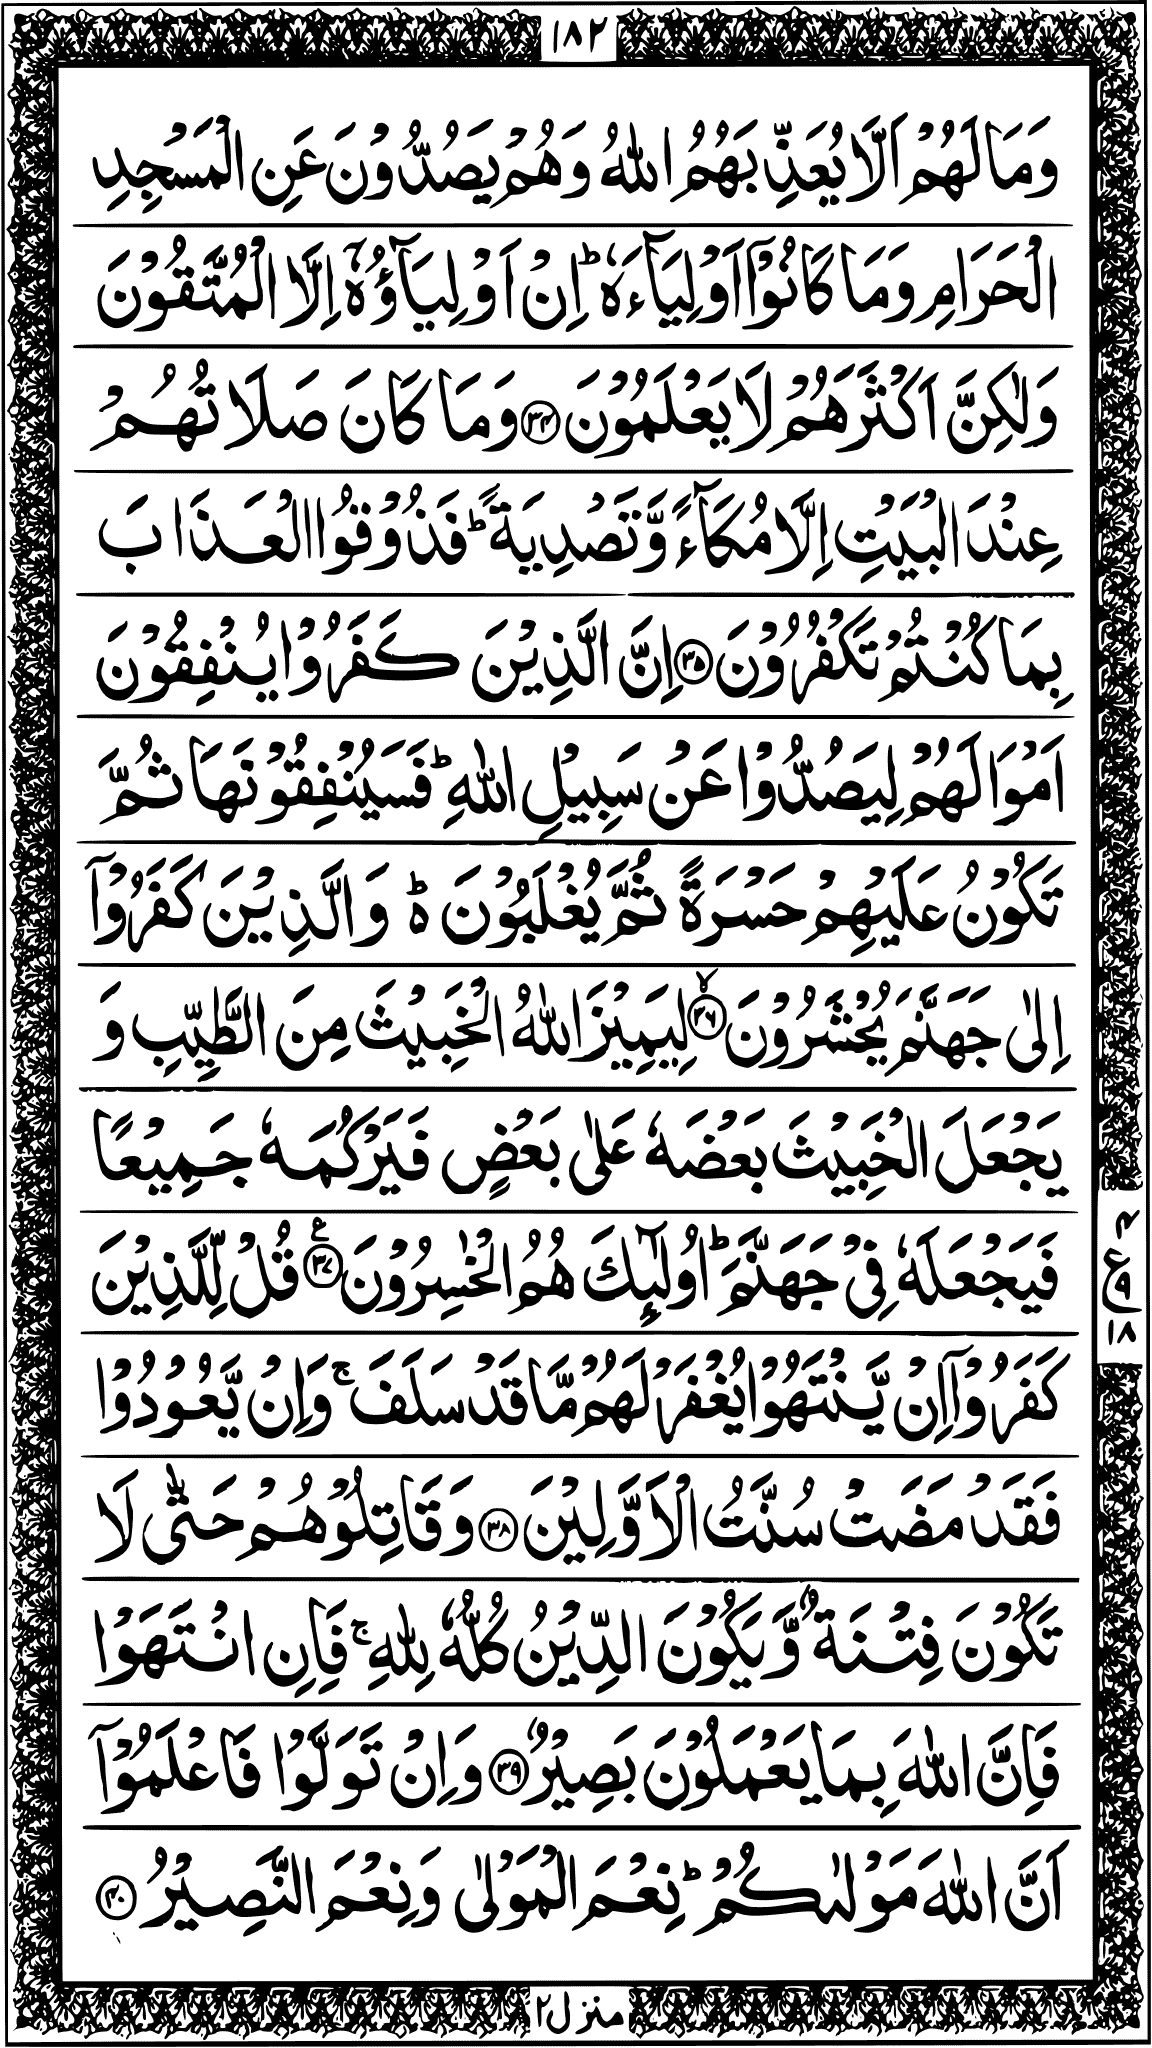 ١٨٢
وَمَا لَهُمْ اَلَّا يُعَذِّبَهُمُ اللّٰهُ وَهُمْ يَصُدُّوْنَ عَنِ الْمَسْجِدِ
الْحَرَامِ وَمَا كَانُوْٓا اَوْلِيَآءَهٗ ؕ اِنْ اَوْلِيَآؤُهٗٓ اِلَّا الْمُتَّقُوْنَ
وَلٰكِنَّ اَكْثَرَهُمْ لَا يَعْلَمُوْنَ ﴿۳۴﴾ وَمَا كَانَ صَلَاتُهُمْ
عِنْدَ الْبَيْتِ اِلَّا مُكَآءً وَّتَصْدِيَةً ؕ فَذُوْقُوا الْعَذَابَ
بِمَا كُنْتُمْ تَكْفُرُوْنَ ﴿۳۵﴾ اِنَّ الَّذِيْنَ كَفَرُوْا يُنْفِقُوْنَ
اَمْوَالَهُمْ لِيَصُدُّوْا عَنْ سَبِيْلِ اللّٰهِ ؕ فَسَيُنْفِقُوْنَهَا ثُمَّ
تَكُوْنُ عَلَيْهِمْ حَسْرَةً ثُمَّ يُغْلَبُوْنَ ۬ؕ وَالَّذِيْنَ كَفَرُوْٓا
اِلٰى جَهَنَّمَ يُحْشَرُوْنَ ﴿۳۶﴾ لِيَمِيْزَ اللّٰهُ الْخَبِيْثَ مِنَ الطَّيِّبِ وَ
يَجْعَلَ الْخَبِيْثَ بَعْضَهٗ عَلٰى بَعْضٍ فَيَرْكُمَهٗ جَمِيْعًا
فَيَجْعَلَهٗ فِيْ جَهَنَّمَ ؕ اُولٰٓئِكَ هُمُ الْخٰسِرُوْنَ ﴿۳۷﴾ ع قُلْ لِّلَّذِيْنَ
۴
ع
۹
١٨
كَفَرُوْٓا اِنْ يَّنْتَهُوْا يُغْفَرْ لَهُمْ مَّا قَدْ سَلَفَ ۚ وَاِنْ يَّعُوْدُوْا
فَقَدْ مَضَتْ سُنَّتُ الْاَوَّلِيْنَ ﴿۳۸﴾ وَقَاتِلُوْهُمْ حَتّٰى لَا
تَكُوْنَ فِتْنَةٌ وَّيَكُوْنَ الدِّيْنُ كُلُّهٗ لِلّٰهِ ۚ فَاِنِ انْتَهَوْا
فَاِنَّ اللّٰهَ بِمَا يَعْمَلُوْنَ بَصِيْرٌ ﴿۳۹﴾ وَاِنْ تَوَلَّوْا فَاعْلَمُوْٓا
اَنَّ اللّٰهَ مَوْلٰىكُمْ ؕ نِعْمَ الْمَوْلٰى وَنِعْمَ النَّصِيْرُ ﴿۴۰﴾
منزل ۲